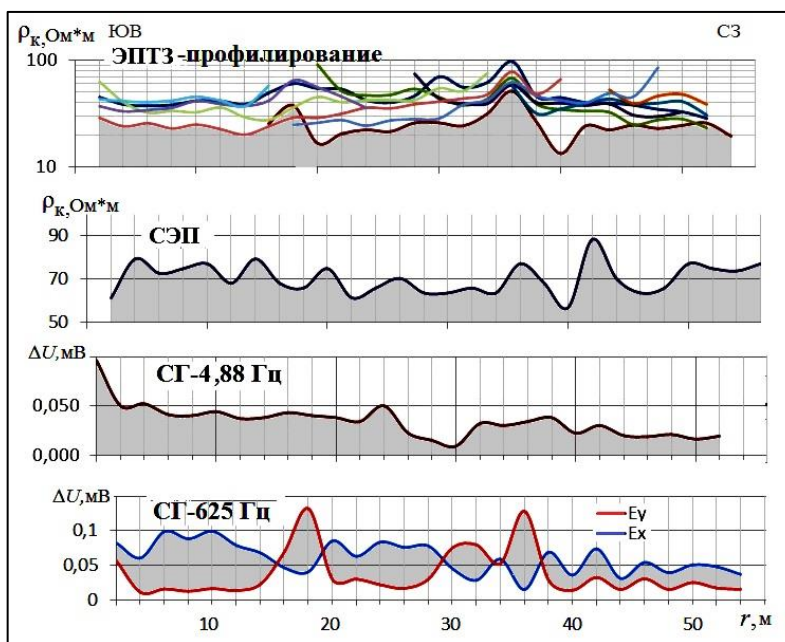 ρк,Ом*м ЮВ СЗ
ЭПТЗ-профилирование
100
10
ρк,Ом*м
СЭП
90
70
50
ΔU,мВ
СГ-4,88 Гц
0,050
0,000
ΔU,мВ
СГ-625 Гц
Ey
Ex
0,1
0,05
0
10 20 30 40 50 r, м